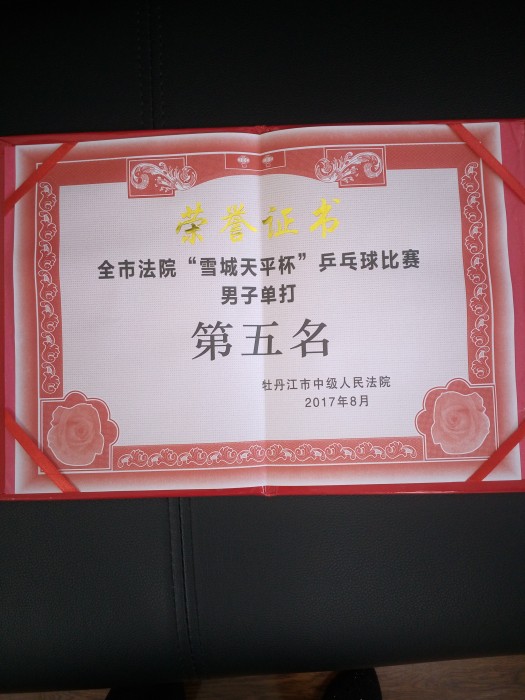 荣誉证书
全市法院“雪城天平杯”乒乓球比赛
男子单打
第五名
牡丹江市中级人民法院
2017年8月